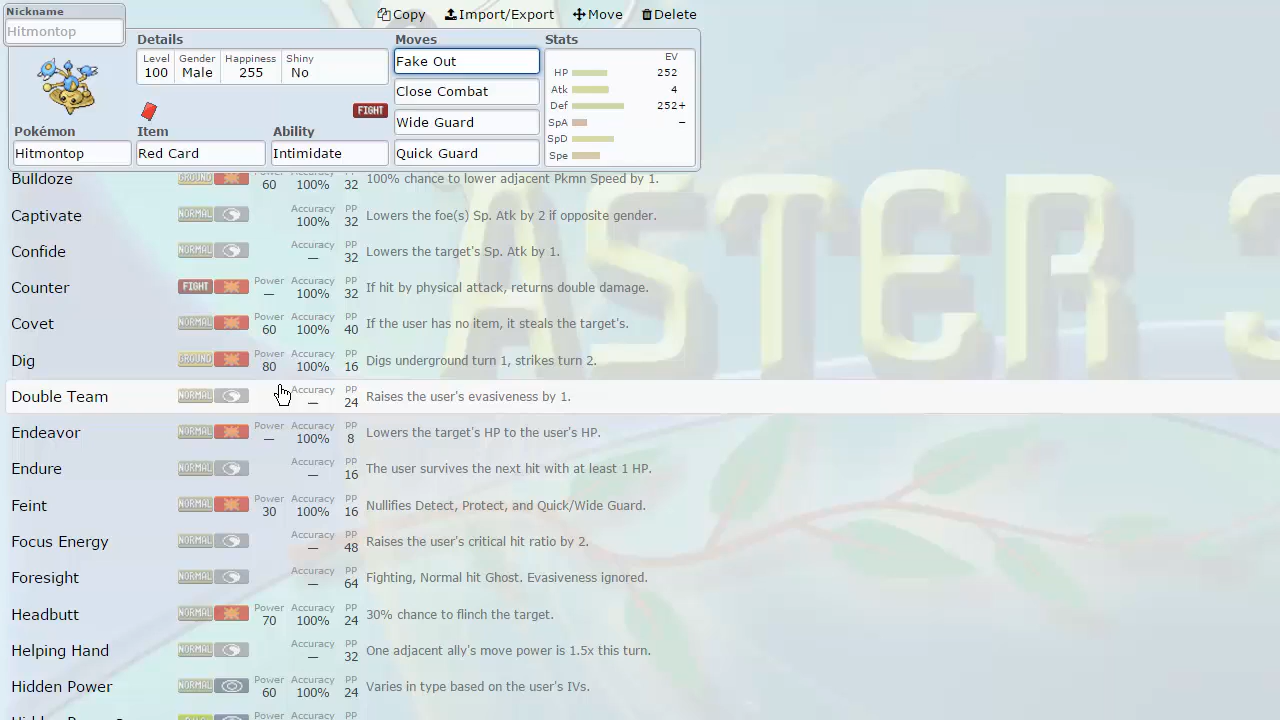 Nickname
Hitmontop
Copy Import/Export Move Delete
Details
Level Gender Happiness Shiny
100 Male 255 No
FIGHT
Pokémon Item Ability
Hitmontop Red Card Intimidate
Moves
Fake Out
Close Combat
Wide Guard
Quick Guard
Stats
EV
HP 252
Atk 4
Def 252+
SpA −
SpD
Spe
Bulldoze GROUND Power 60 Accuracy 100% PP 32 100% chance to lower adjacent Pkmn Speed by 1.
Captivate NORMAL Accuracy 100% PP 32 Lowers the foe(s) Sp. Atk by 2 if opposite gender.
Confide NORMAL Accuracy — PP 32 Lowers the target's Sp. Atk by 1.
Counter FIGHT Power — Accuracy 100% PP 32 If hit by physical attack, returns double damage.
Covet NORMAL Power 60 Accuracy 100% PP 40 If the user has no item, it steals the target's.
Dig GROUND Power 80 Accuracy 100% PP 16 Digs underground turn 1, strikes turn 2.
Double Team NORMAL Accuracy — PP 24 Raises the user's evasiveness by 1.
Endeavor NORMAL Power — Accuracy 100% PP 8 Lowers the target's HP to the user's HP.
Endure NORMAL Accuracy — PP 16 The user survives the next hit with at least 1 HP.
Feint NORMAL Power 30 Accuracy 100% PP 16 Nullifies Detect, Protect, and Quick/Wide Guard.
Focus Energy NORMAL Accuracy — PP 48 Raises the user's critical hit ratio by 2.
Foresight NORMAL Accuracy — PP 64 Fighting, Normal hit Ghost. Evasiveness ignored.
Headbutt NORMAL Power 70 Accuracy 100% PP 24 30% chance to flinch the target.
Helping Hand NORMAL Accuracy — PP 32 One adjacent ally's move power is 1.5x this turn.
Hidden Power NORMAL Power 60 Accuracy 100% PP 24 Varies in type based on the user's IVs.
Power Accuracy PP
ASTER 3